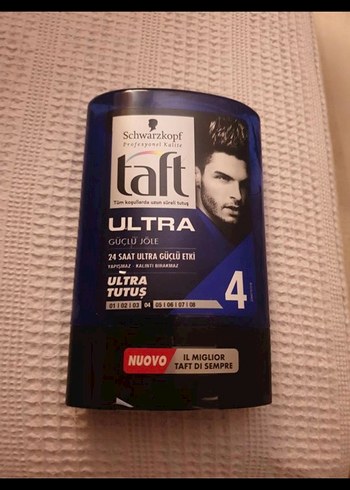 Schwarzkopf
Profesyonel Kalite
taft
Tüm koşullarda uzun süreli tutuş
ULTRA
GÜÇLÜ JÖLE
24 SAAT ULTRA GÜÇLÜ ETKİ
YAPIŞMAZ - KALINTI BIRAKMAZ
ULTRA
TUTUŞ
4
01 | 02 | 03 | 04 | 05 | 06 | 07 | 08
NUOVO
IL MIGLIOR
TAFT DI SEMPRE